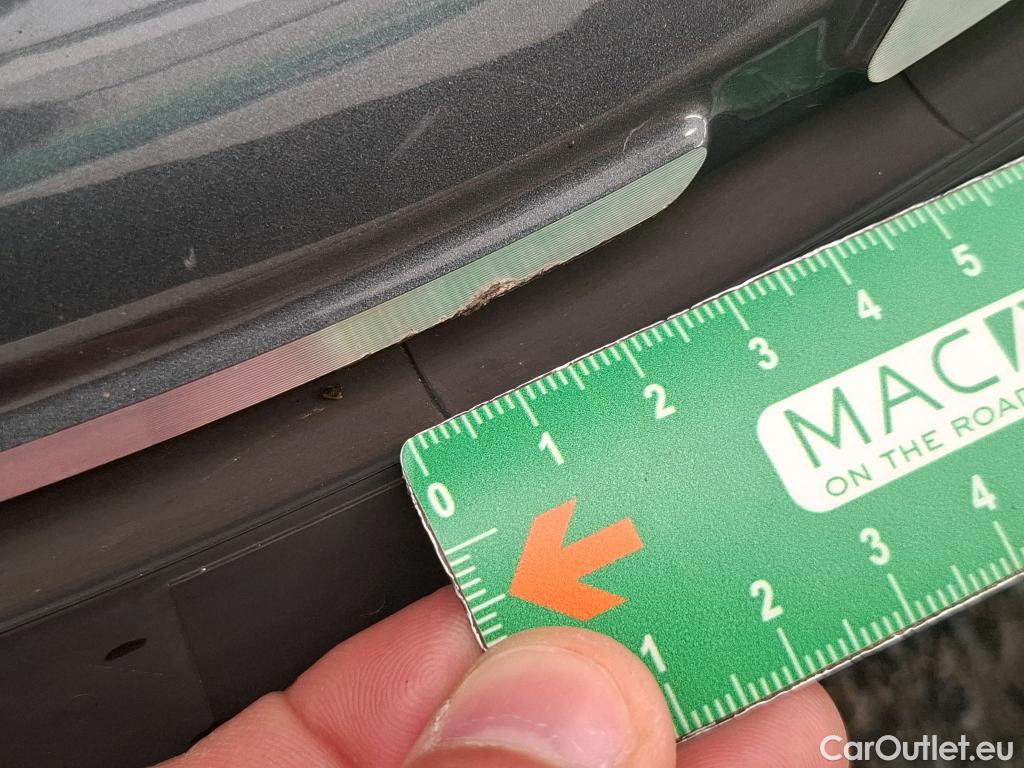 0 1 2 3 4 5
MAC
ON THE ROAD
1 2 3 4
CarOutlet.eu